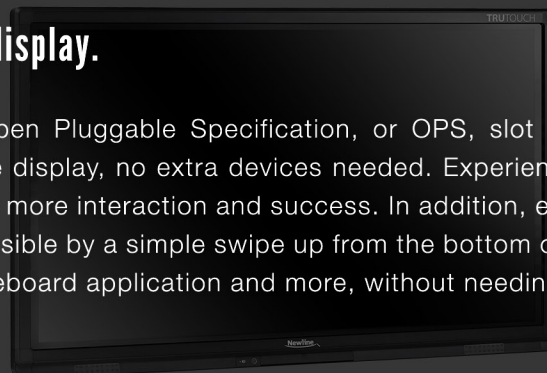 TRUTOUCH
display.
pen Pluggable Specification, or OPS, slot
e display, no extra devices needed. Experien
more interaction and success. In addition, e
sible by a simple swipe up from the bottom o
eboard application and more, without needin
Newline